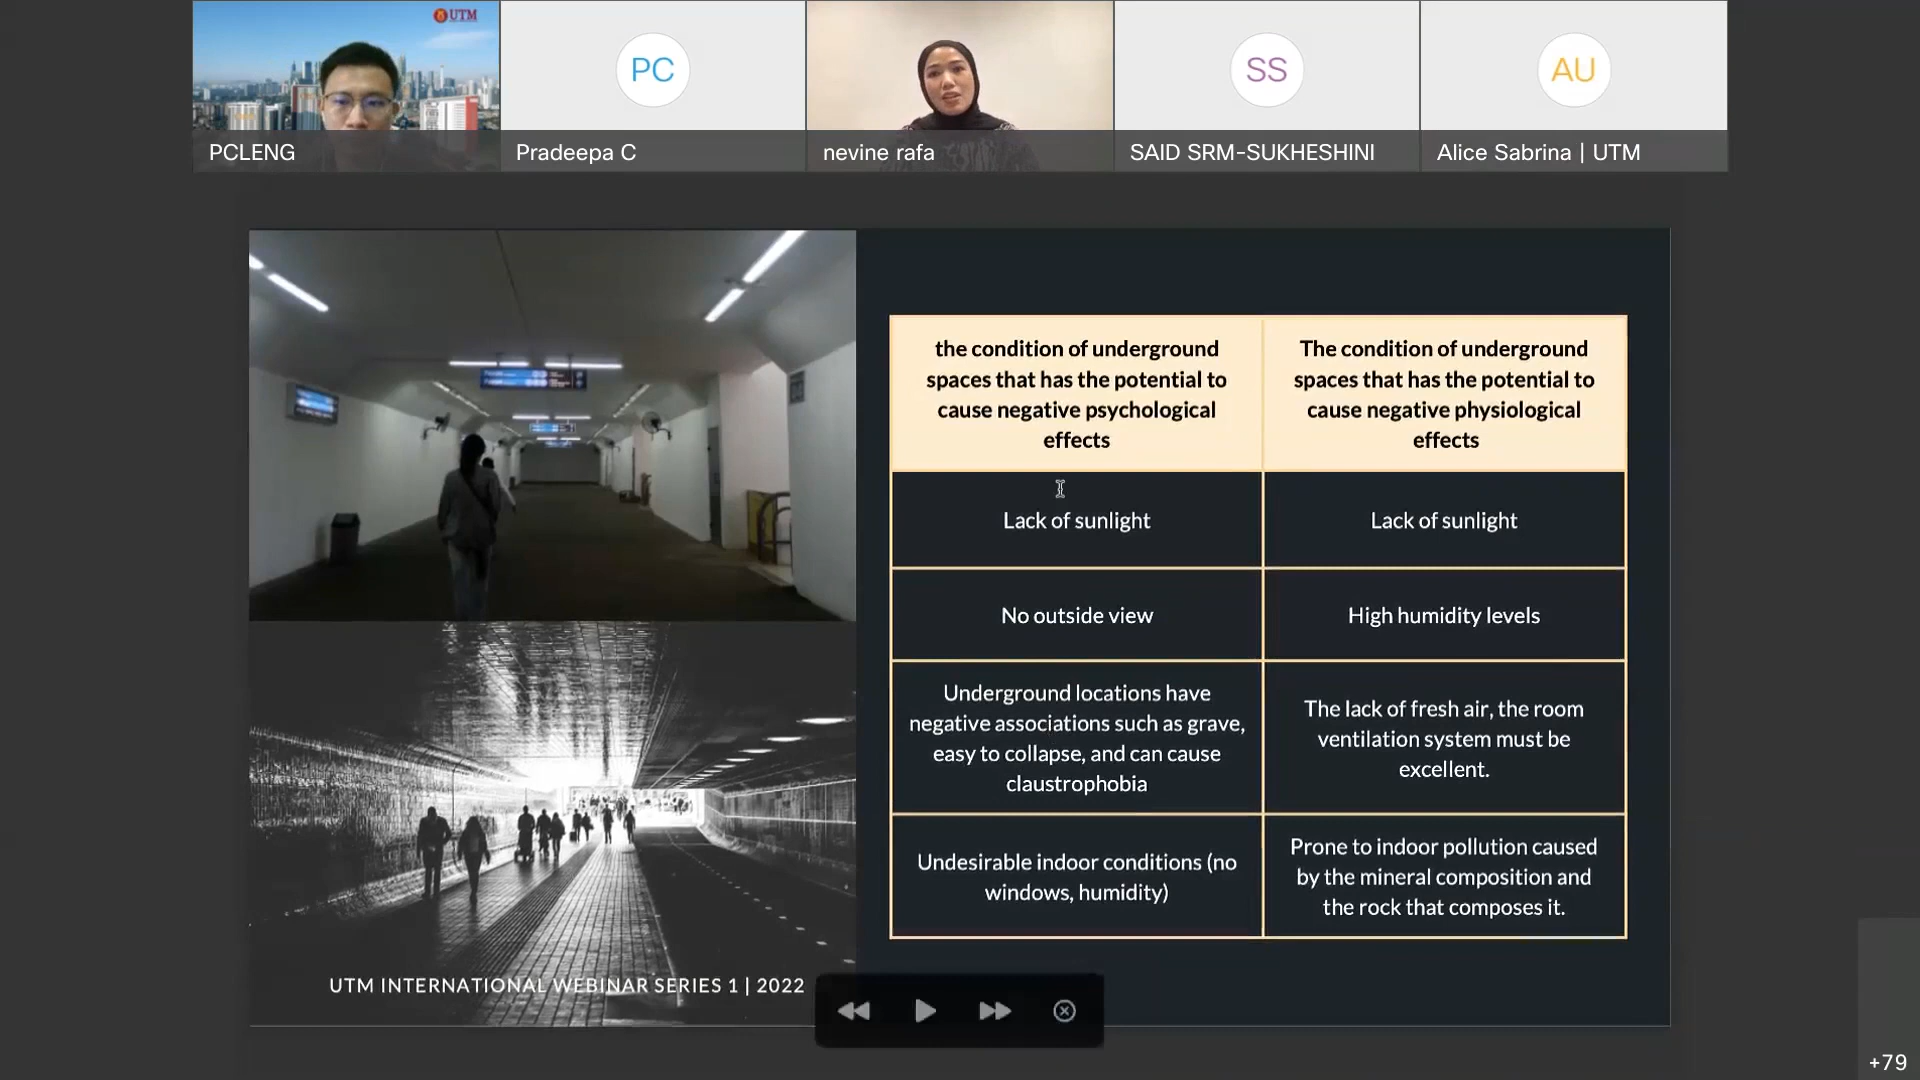 UTM
PCLENG
PC
Pradeepa C
nevine rafa
SS
SAID SRM-SUKHESHINI
AU
Alice Sabrina | UTM
the condition of underground
spaces that has the potential to
cause negative psychological
effects
The condition of underground
spaces that has the potential to
cause negative physiological
effects
Lack of sunlight
Lack of sunlight
No outside view
High humidity levels
Underground locations have
negative associations such as grave,
easy to collapse, and can cause
claustrophobia
The lack of fresh air, the room
ventilation system must be
excellent.
Undesirable indoor conditions (no
windows, humidity)
Prone to indoor pollution caused
by the mineral composition and
the rock that composes it.
UTM INTERNATIONAL WEBINAR SERIES 1 | 2022
+79